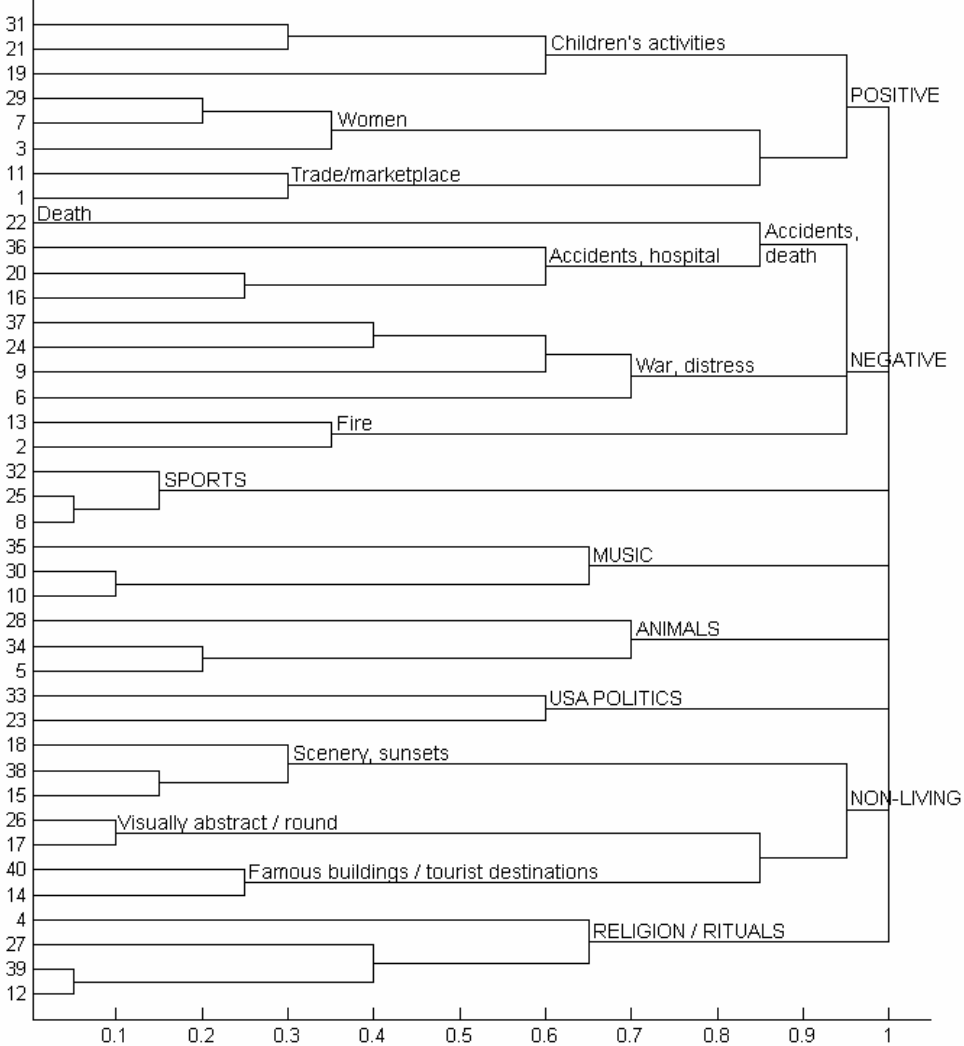 31
21
Children's activities
19
29
POSITIVE
7
Women
3
11
Trade/marketplace
1
Death
22
Accidents,
death
36
Accidents, hospital
20
16
37
24
NEGATIVE
9
War, distress
6
13
Fire
2
32
SPORTS
25
8
35
MUSIC
30
10
28
ANIMALS
34
5
33
USA POLITICS
23
18
Scenery, sunsets
38
15
NON-LIVING
26
Visually abstract / round
17
40
Famous buildings / tourist destinations
14
4
RELIGION / RITUALS
27
39
12
0.1 0.2 0.3 0.4 0.5 0.6 0.7 0.8 0.9 1